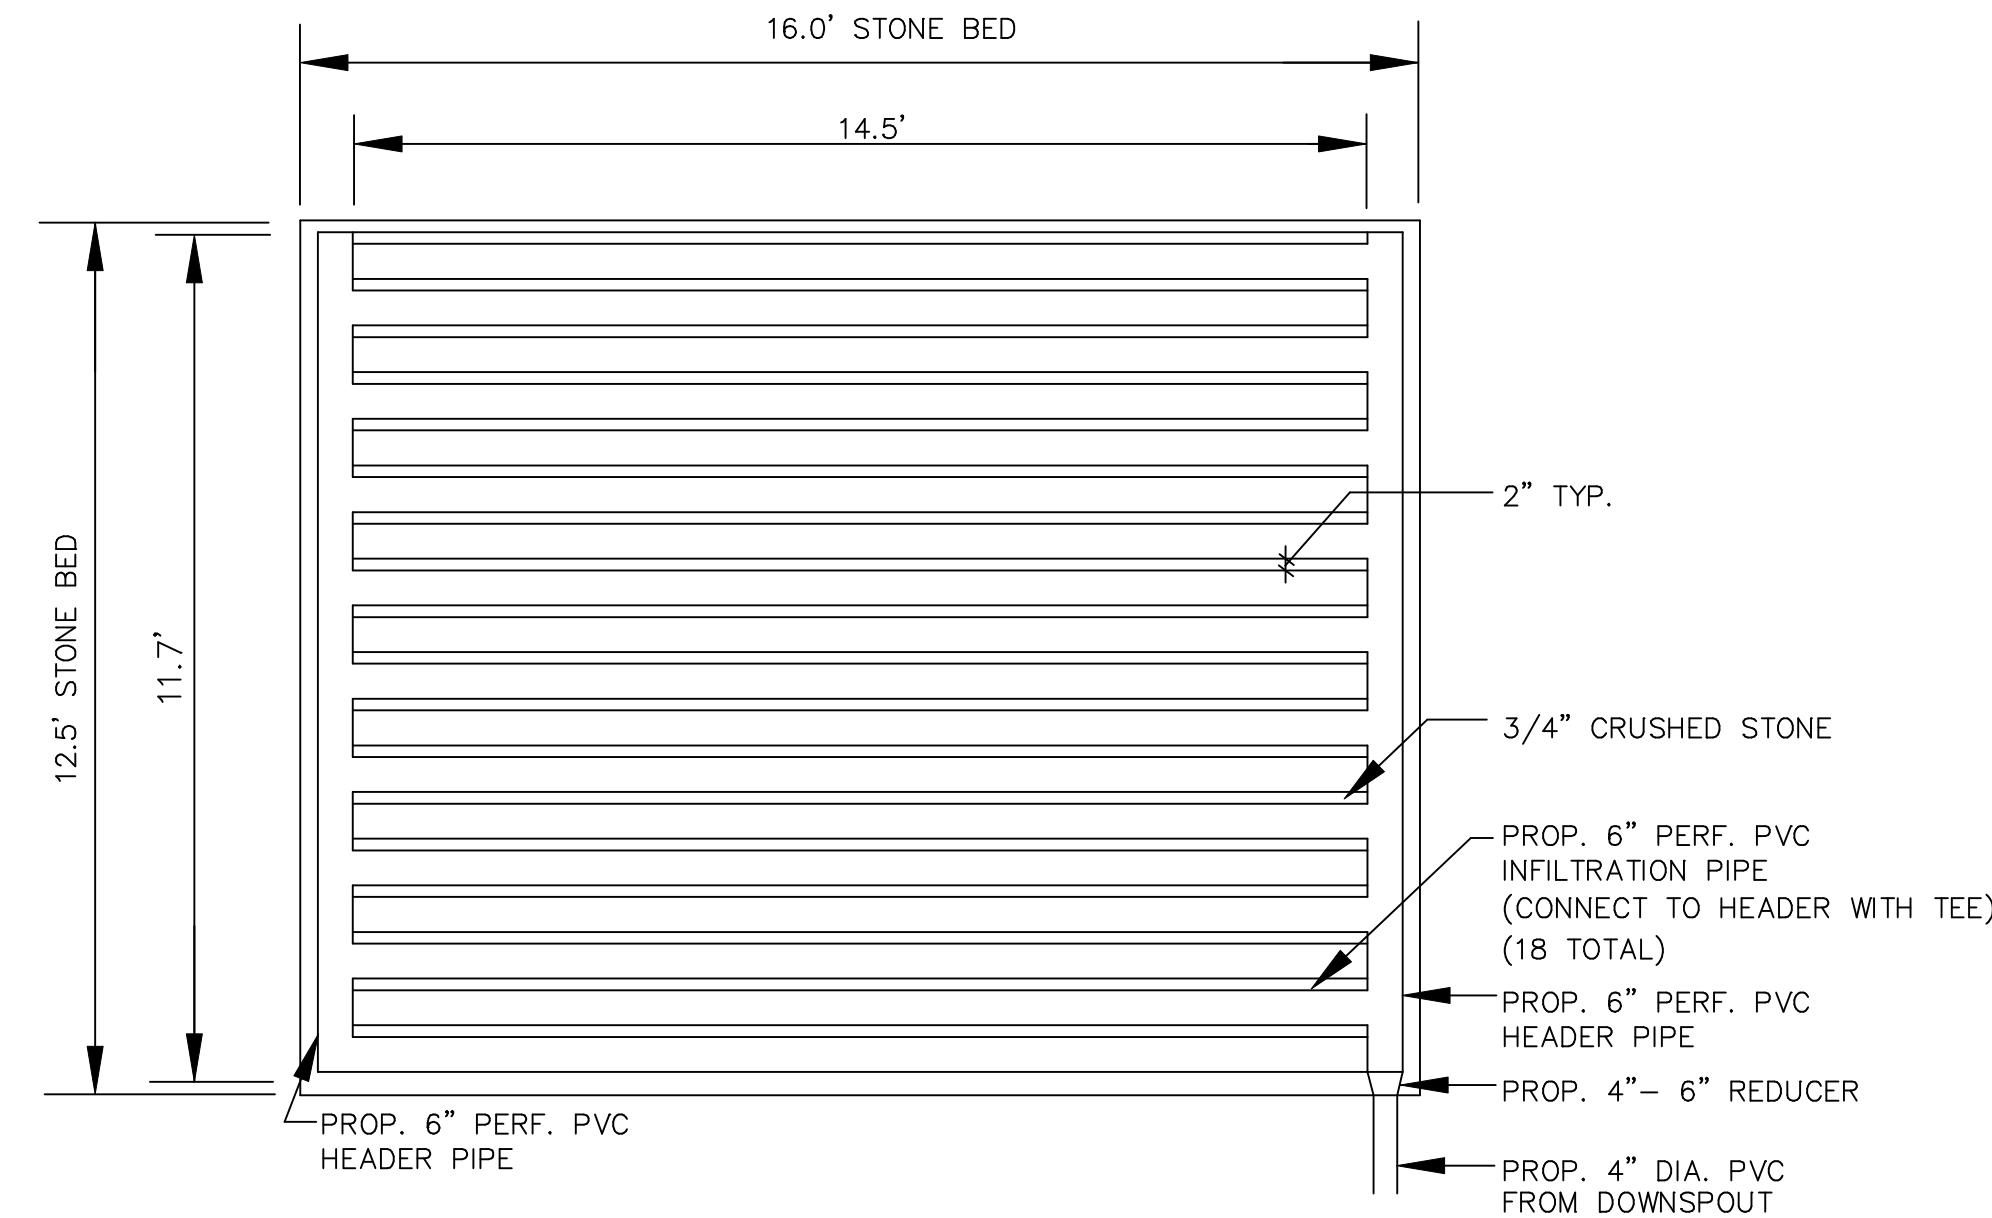 16.0' STONE BED
14.5'
12.5' STONE BED
11.7'
2" TYP.
3/4" CRUSHED STONE
PROP. 6" PERF. PVC
INFILTRATION PIPE
(CONNECT TO HEADER WITH TEE)
(18 TOTAL)
PROP. 6" PERF. PVC
HEADER PIPE
PROP. 4"- 6" REDUCER
PROP. 6" PERF. PVC
HEADER PIPE
PROP. 4" DIA. PVC
FROM DOWNSPOUT